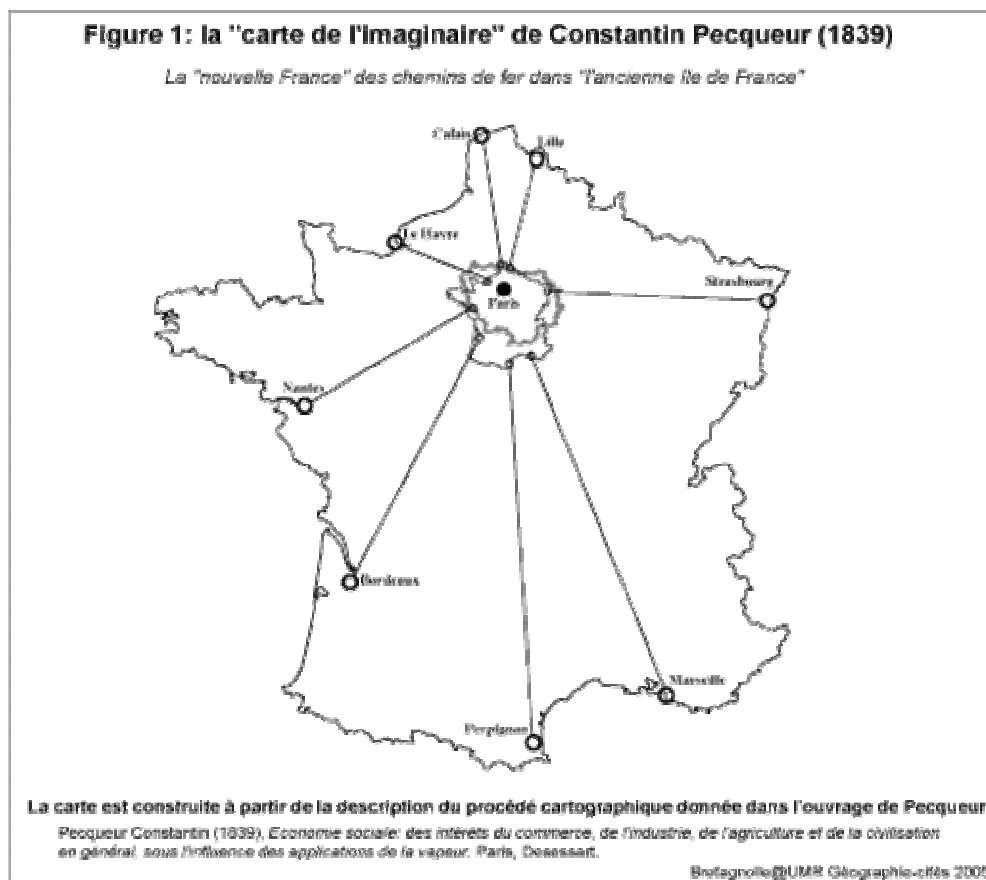 Figure 1: la "carte de l'imaginaire" de Constantin Pecqueur (1839)
La "nouvelle France" des chemins de fer dans "l'ancienne Ile de France"
Calais
Lille
Le Havre
Strasbourg
Paris
Nantes
Bordeaux
Marseille
Perpignan
La carte est construite à partir de la description du procédé cartographique donnée dans l'ouvrage de Pecqueur
Pecqueur Constantin (1839), Economie sociale: des intérêts du commerce, de l'industrie, de l'agriculture et de la civilisation
en général, sous l'influence des applications de la vapeur. Paris, Desessart.
Bretagnolle@UMR Géographie-cités 2005